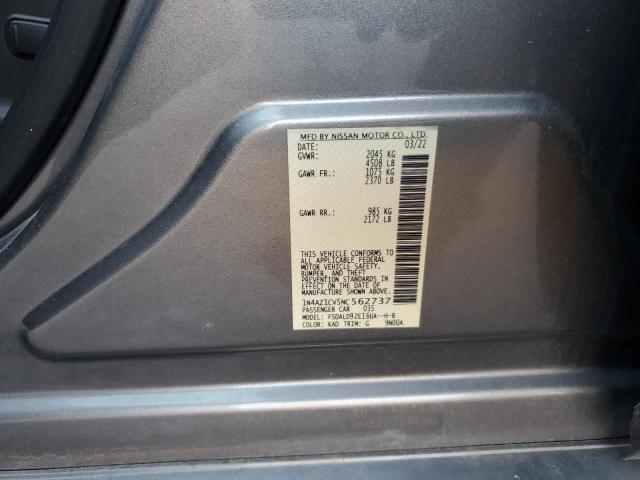 MFD BY NISSAN MOTOR CO., LTD.
DATE: 03/22
GVWR: 2045 KG
4508 LB
GAWR FR.: 1075 KG
2370 LB
GAWR RR.: 985 KG
2172 LB
THIS VEHICLE CONFORMS TO
ALL APPLICABLE FEDERAL
MOTOR VEHICLE SAFETY,
BUMPER, AND THEFT
PREVENTION STANDARDS
IN EFFECT ON THE DATE OF
MANUFACTURE SHOWN ABOVE.
1N4AZ1CV5NC562737
PASSENGER CAR 035
MODEL: FSDALD9ZE16UA--H-B
COLOR: KAD TRIM: G 9N00A